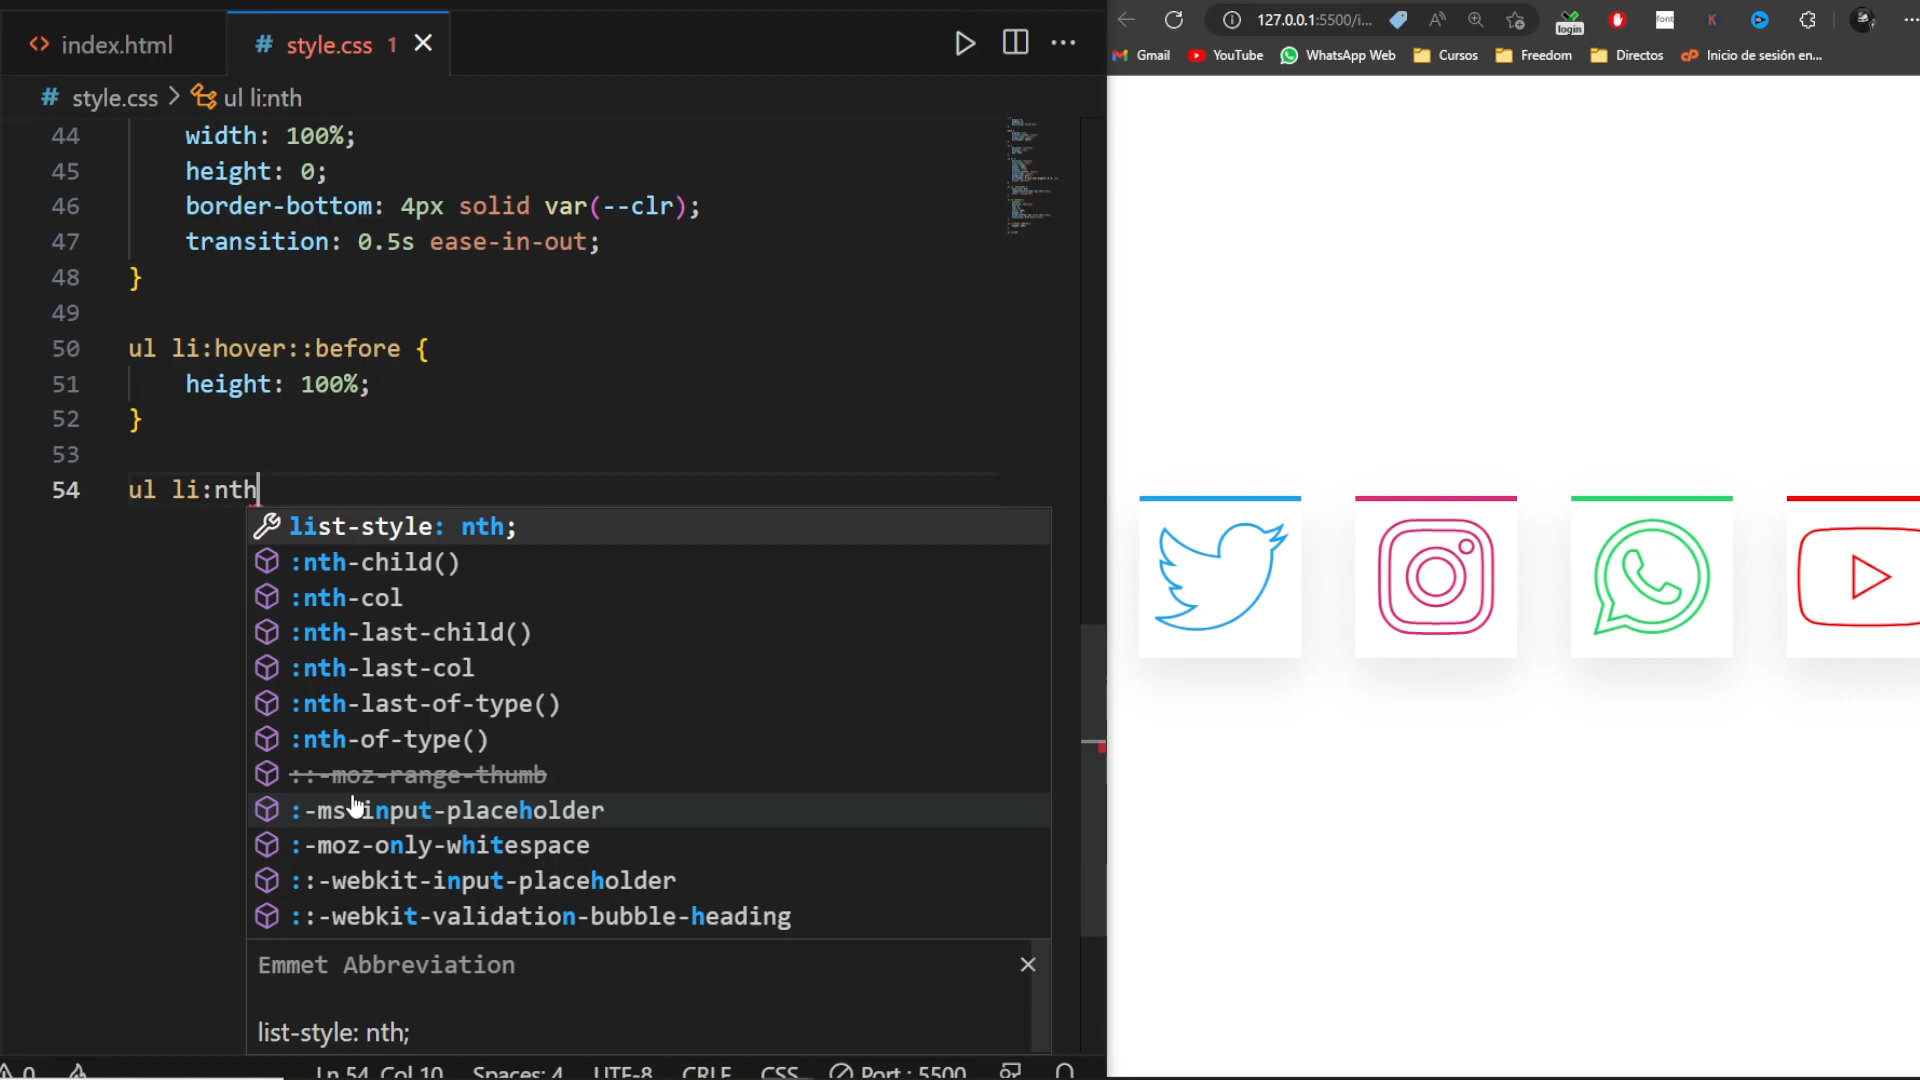 index.html
style.css 1
127.0.0.1:5500/i...
login
font
K
Gmail
YouTube
WhatsApp Web
Cursos
Freedom
Directos
Inicio de sesión en...
# style.css > ul li:nth
44 width: 100%;
45 height: 0;
46 border-bottom: 4px solid var(--clr);
47 transition: 0.5s ease-in-out;
48 }
49
50 ul li:hover::before {
51 height: 100%;
52 }
53
54 ul li:nth
list-style: nth;
:nth-child()
:nth-col
:nth-last-child()
:nth-last-col
:nth-last-of-type()
:nth-of-type()
::-moz-range-thumb
:-ms-input-placeholder
:-moz-only-whitespace
::-webkit-input-placeholder
::-webkit-validation-bubble-heading
Emmet Abbreviation
list-style: nth;
0 Ln 54, Col 10 Spaces: 4 UTF-8 CRLF CSS Port : 5500